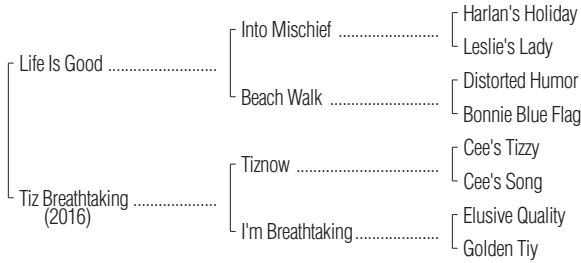 Harlan's Holiday
Into Mischief
Leslie's Lady
Life Is Good
Distorted Humor
Beach Walk
Bonnie Blue Flag
Cee's Tizzy
Tiznow
Cee's Song
Tiz Breathtaking
(2016)
Elusive Quality
I'm Breathtaking
Golden Tiy